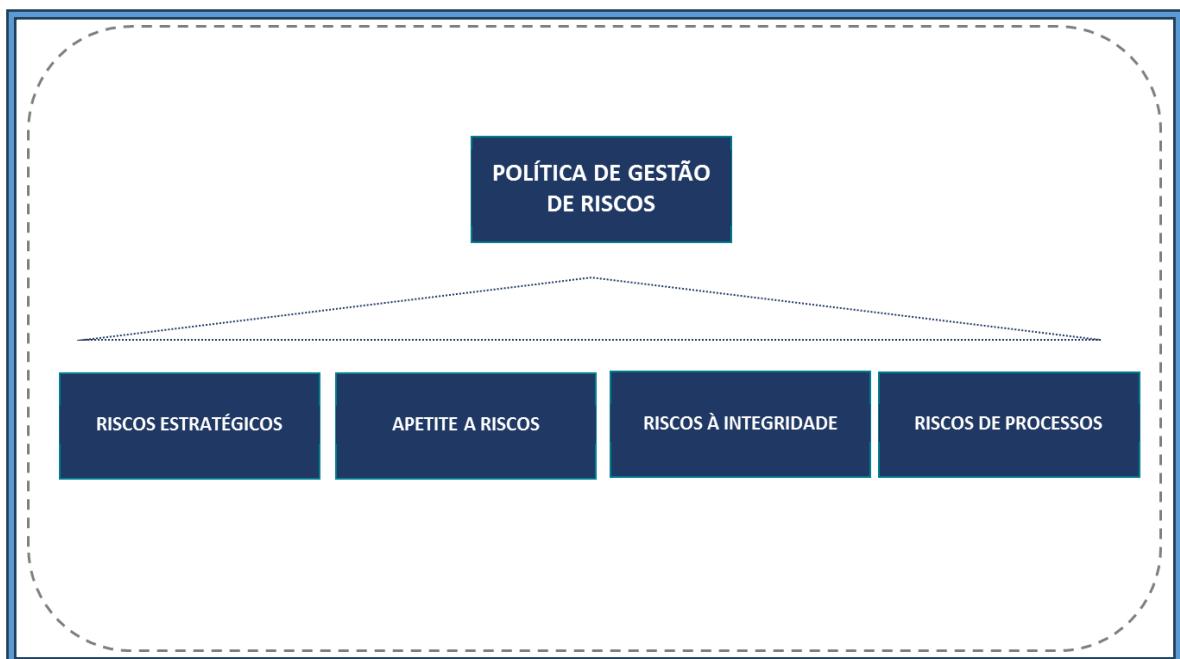 POLÍTICA DE GESTÃO
DE RISCOS
RISCOS ESTRATÉGICOS
APETITE A RISCOS
RISCOS À INTEGRIDADE
RISCOS DE PROCESSOS